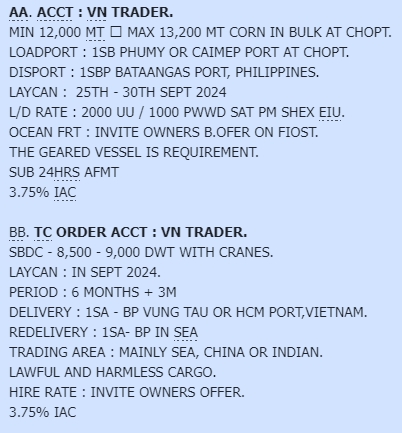 AA. ACCT : VN TRADER.
MIN 12,000 MT □ MAX 13,200 MT CORN IN BULK AT CHOPT.
LOADPORT : 1SB PHUMY OR CAIMEP PORT AT CHOPT.
DISPORT : 1SBP BATAANGAS PORT, PHILIPPINES.
LAYCAN :  25TH - 30TH SEPT 2024
L/D RATE : 2000 UU / 1000 PWWD SAT PM SHEX EIU.
OCEAN FRT : INVITE OWNERS B.OFER ON FIOST.
THE GEARED VESSEL IS REQUIREMENT.
SUB 24HRS AFMT
3.75% IAC
BB. TC ORDER ACCT : VN TRADER.
SBDC - 8,500 - 9,000 DWT WITH CRANES.
LAYCAN : IN SEPT 2024.
PERIOD : 6 MONTHS + 3M
DELIVERY : 1SA - BP VUNG TAU OR HCM PORT,VIETNAM.
REDELIVERY : 1SA- BP IN SEA
TRADING AREA : MAINLY SEA, CHINA OR INDIAN.
LAWFUL AND HARMLESS CARGO.
HIRE RATE : INVITE OWNERS OFFER.
3.75% IAC